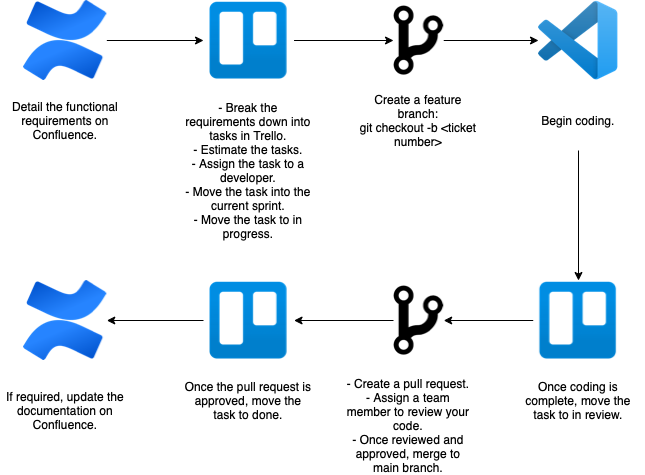 Detail the functional
requirements on
Confluence.
- Break the
requirements down into
tasks in Trello.
- Estimate the tasks.
- Assign the task to a
developer.
- Move the task into the
current sprint.
- Move the task to in
progress.
Create a feature
branch:
git checkout -b <ticket
number>
Begin coding.
Once coding is
complete, move the
task to in review.
- Create a pull request.
- Assign a team
member to review your
code.
- Once reviewed and
approved, merge to
main branch.
Once the pull request is
approved, move the
task to done.
If required, update the
documentation on
Confluence.